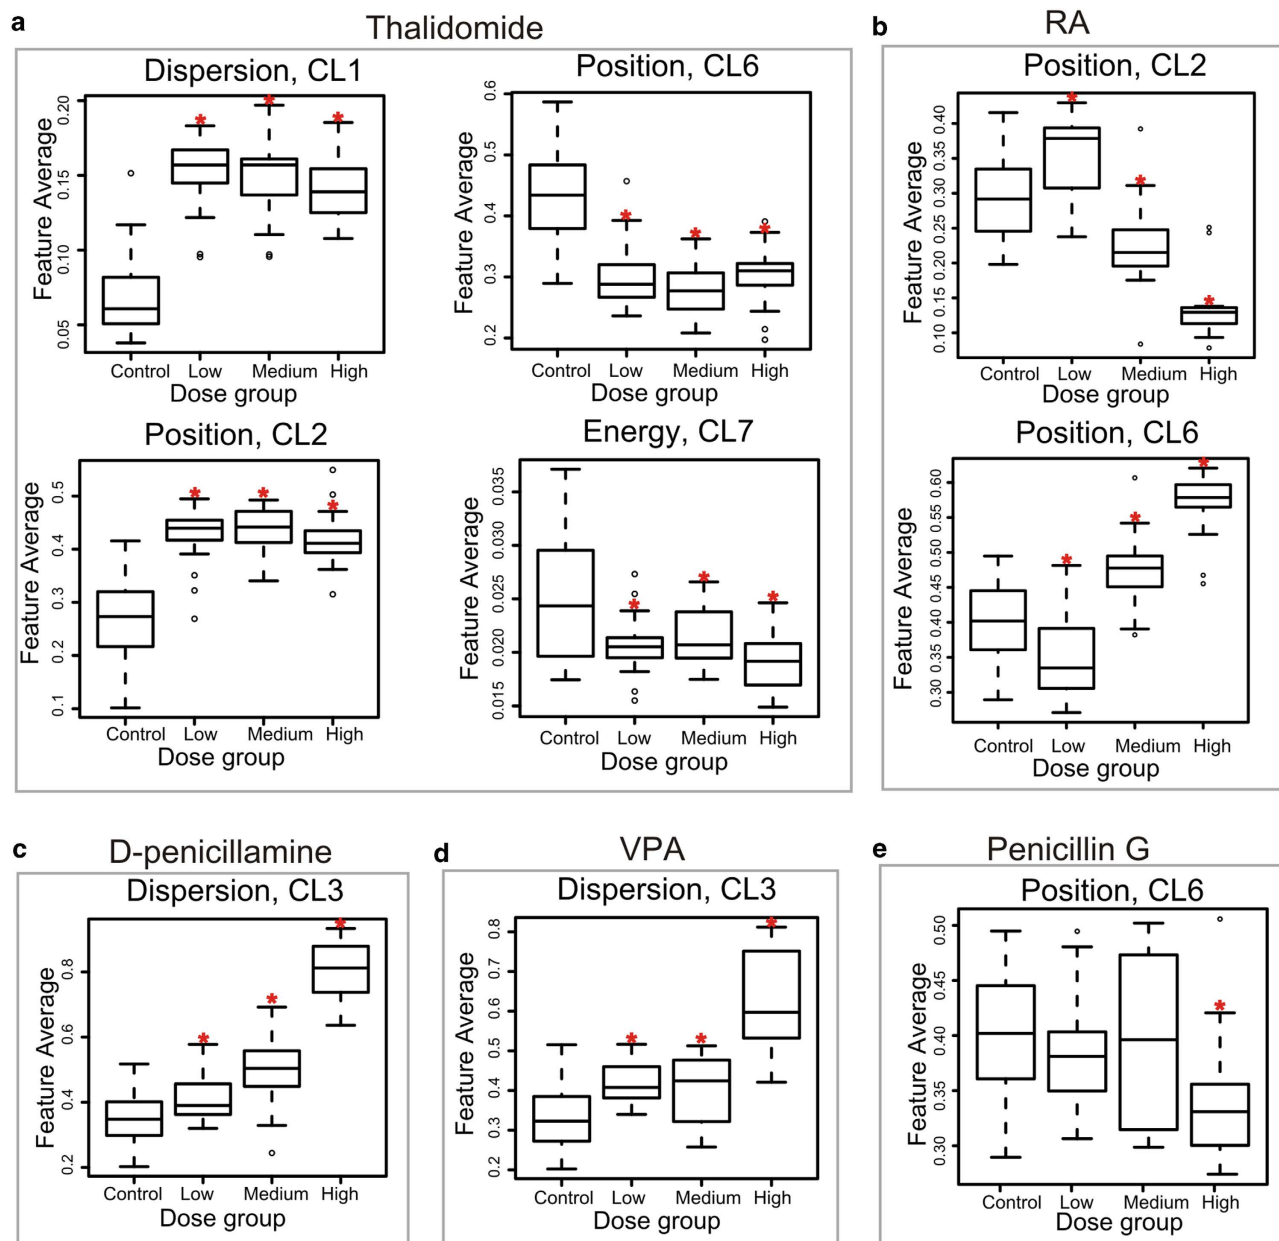 a
Thalidomide
Dispersion, CL1
Feature Average
0.20
0.15
0.10
0.05
*
*
*
Control Low Medium High
Dose group
Position, CL6
Feature Average
0.6
0.5
0.4
0.3
0.2
*
*
*
Control Low Medium High
Dose group
Position, CL2
Feature Average
0.5
0.4
0.3
0.2
0.1
*
*
*
Control Low Medium High
Dose group
Energy, CL7
Feature Average
0.035
0.030
0.025
0.020
0.015
*
*
*
Control Low Medium High
Dose group
b
RA
Position, CL2
Feature Average
0.40
0.35
0.30
0.25
0.20
0.15
0.10
*
*
*
Control Low Medium High
Dose group
Position, CL6
Feature Average
0.60
0.55
0.50
0.45
0.40
0.35
0.30
*
*
*
Control Low Medium High
Dose group
c
D-penicillamine
Dispersion, CL3
Feature Average
0.8
0.6
0.4
0.2
*
*
*
Control Low Medium High
Dose group
d
VPA
Dispersion, CL3
Feature Average
0.8
0.7
0.6
0.5
0.4
0.3
0.2
*
*
*
Control Low Medium High
Dose group
e
Penicillin G
Position, CL6
Feature Average
0.50
0.45
0.40
0.35
0.30
*
Control Low Medium High
Dose group